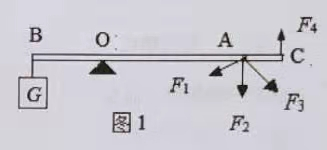 B O A F₄
C
G F₁ F₂ F₃
图1